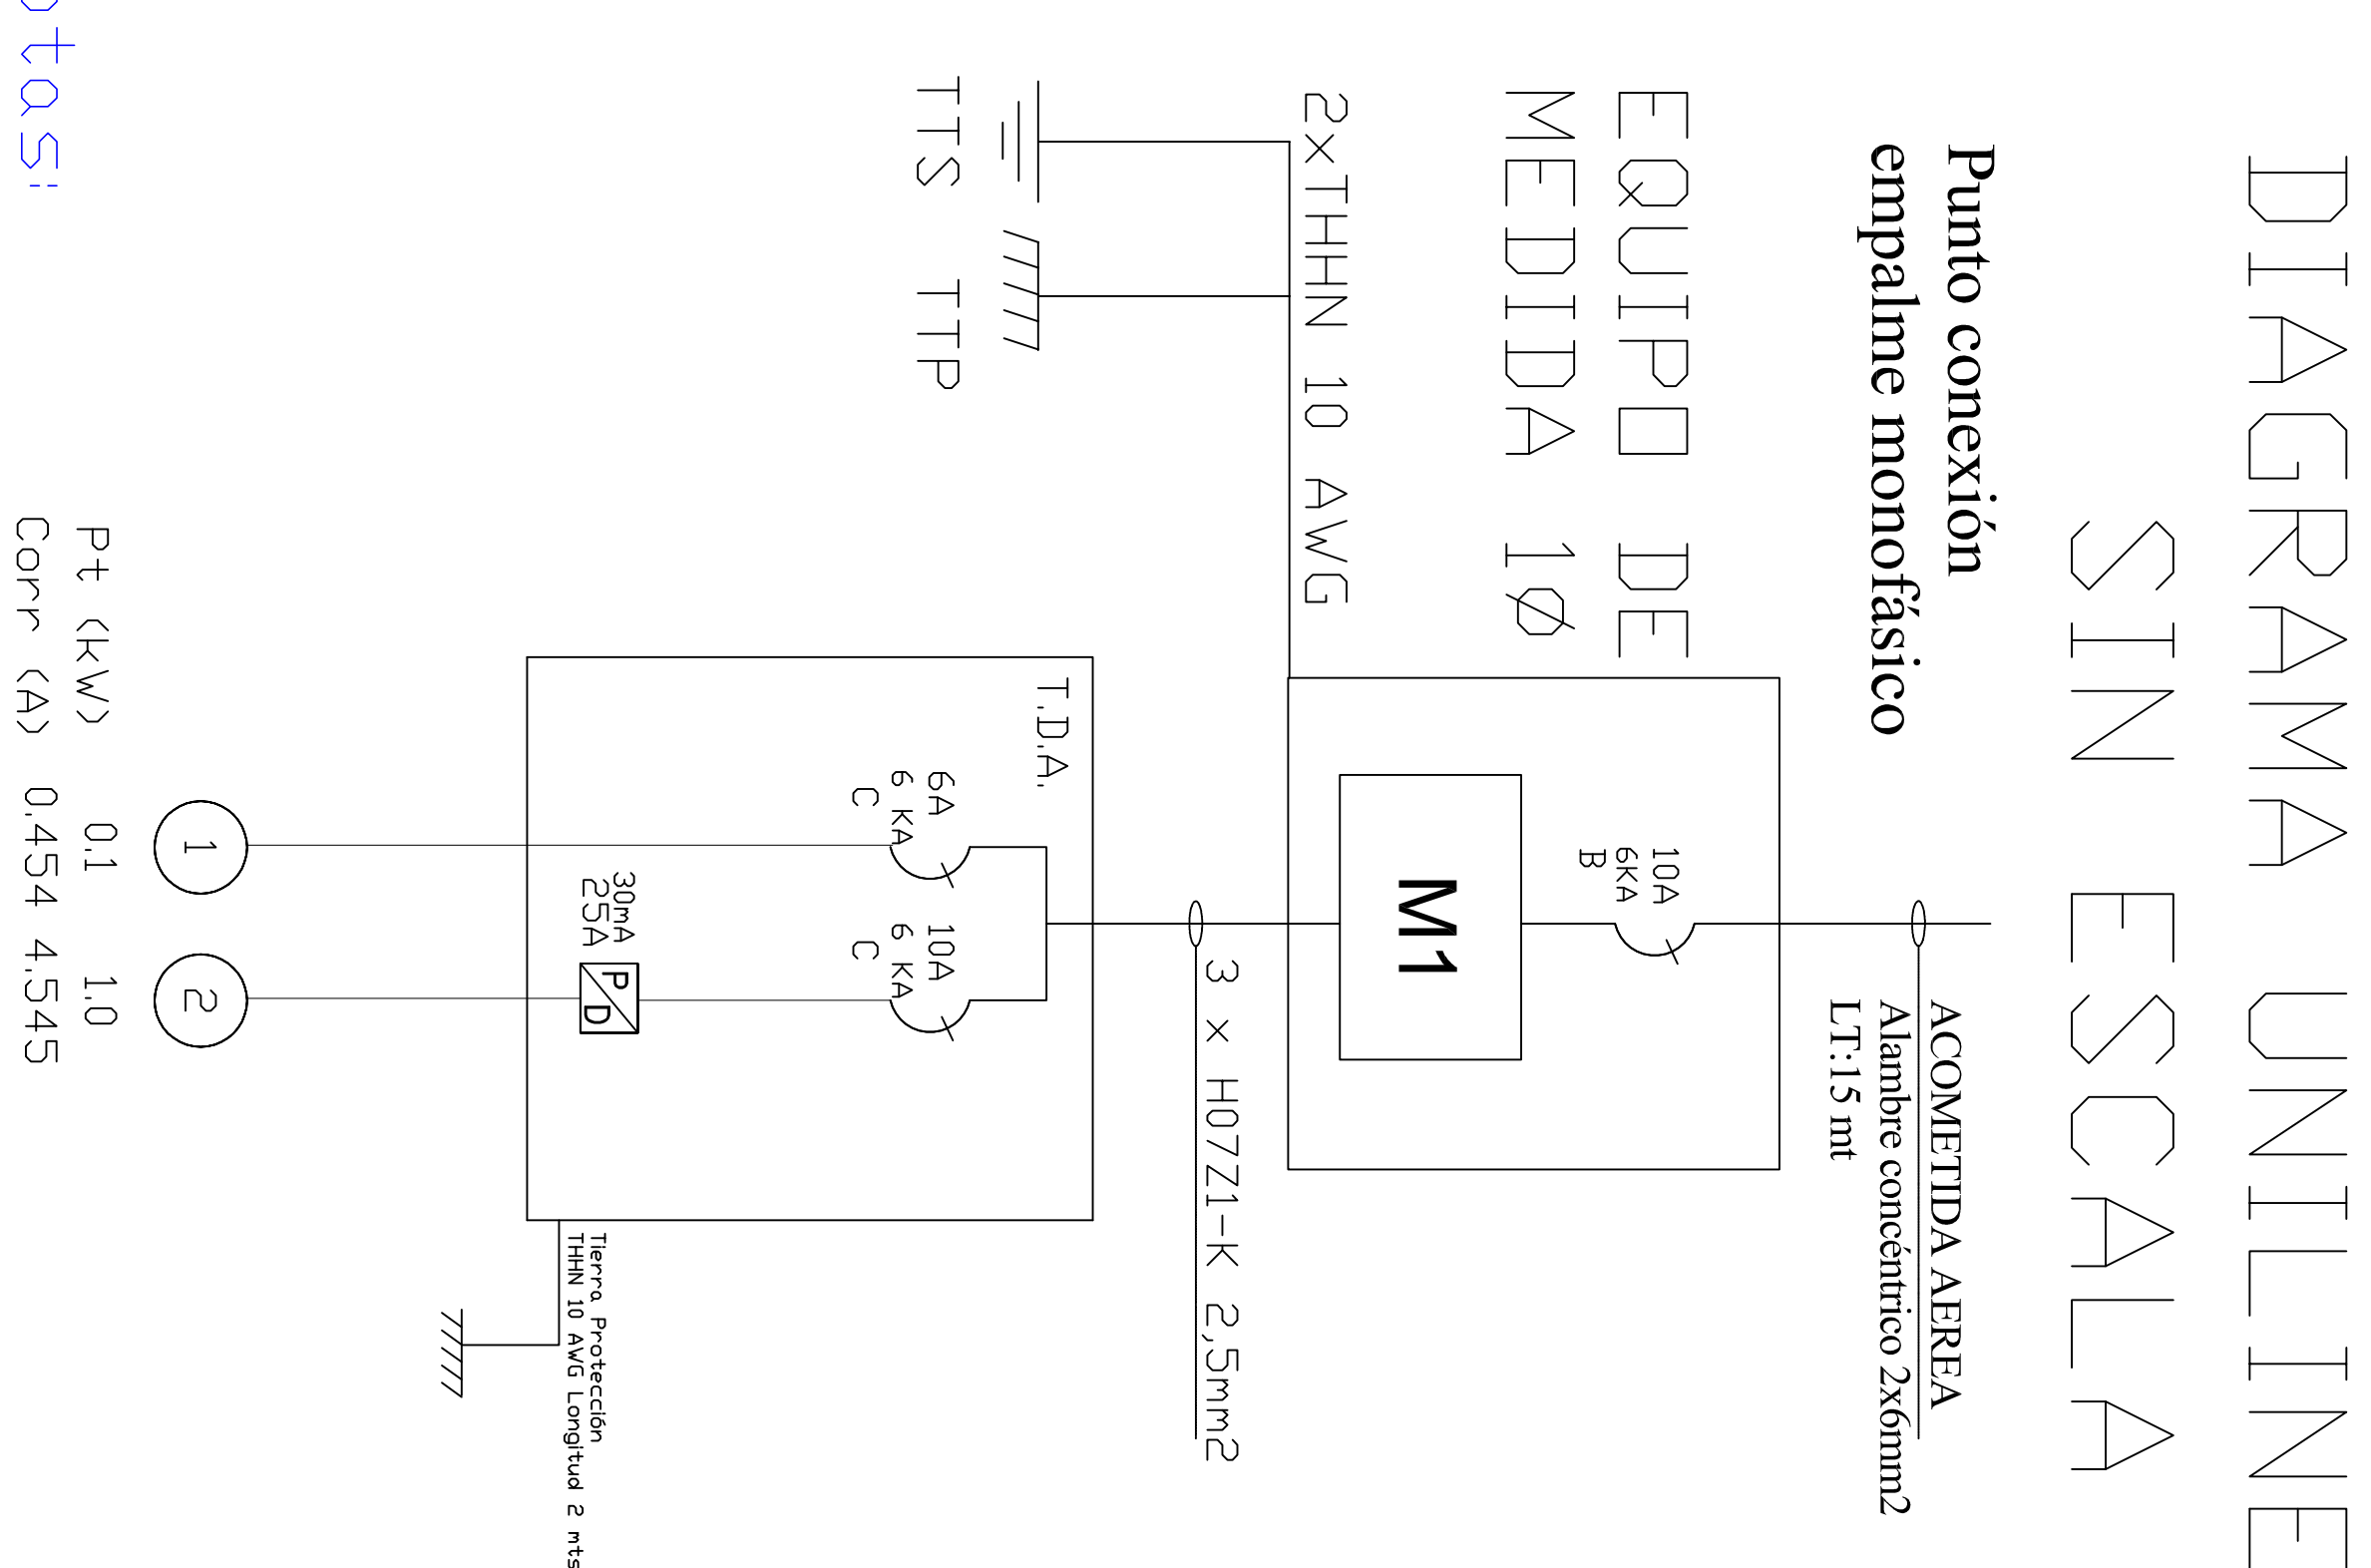 DIAGRAMA UNILINE
SIN ESCALA
Punto conexión
empalme monofásico
ACOMETIDA AEREA
Alambre concéntrico 2x6mm2
LT:15 mt
EQUIPO DE
MEDIDA 1Ø
10A
6KA
B
M1
2xTHHN 10 AWG
3 x H07Z1-K 2,5mm2
TTS TTP
T.D.A.
6A
6 KA
C
10A
6 KA
C
30mA
25A
P/D
Tierra Protección
THHN 10 AWG Longitud 2 mts
1 2
Pt (kW) 0.1 1.0
Corr (A) 0.454 4.545
otas: